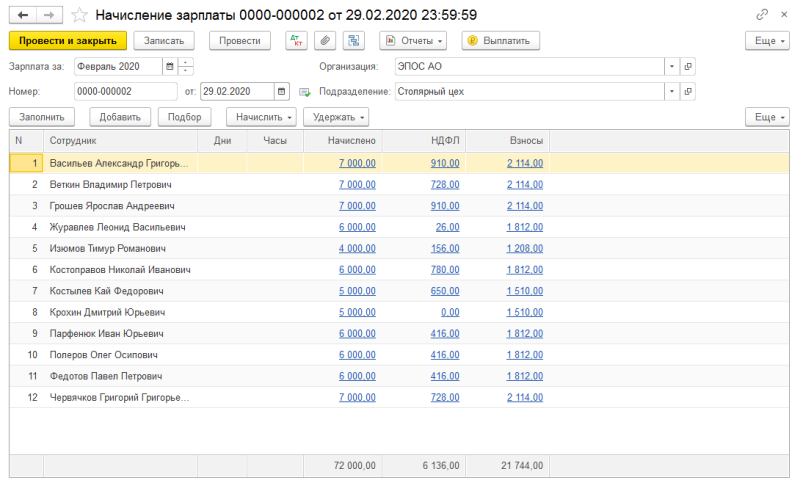 Начисление зарплаты 0000-000002 от 29.02.2020 23:59:59
Провести и закрыть Записать Провести Дт Кт Отчеты Выплатить Еще
Зарплата за: Февраль 2020 Организация: ЭПОС АО
Номер: 0000-000002 от: 29.02.2020 Подразделение: Столярный цех
Заполнить Добавить Подбор Начислить Удержать Еще
N Сотрудник Дни Часы Начислено НДФЛ Взносы
1 Васильев Александр Григорь... 7 000,00 910,00 2 114,00
2 Веткин Владимир Петрович 7 000,00 728,00 2 114,00
3 Грошев Ярослав Андреевич 7 000,00 910,00 2 114,00
4 Журавлев Леонид Васильевич 6 000,00 26,00 1 812,00
5 Изюмов Тимур Романович 4 000,00 156,00 1 208,00
6 Костоправов Николай Иванович 6 000,00 780,00 1 812,00
7 Костылев Кай Федорович 5 000,00 650,00 1 510,00
8 Крохин Дмитрий Юрьевич 5 000,00 0,00 1 510,00
9 Парфенюк Иван Юрьевич 6 000,00 416,00 1 812,00
10 Полеров Олег Осипович 6 000,00 416,00 1 812,00
11 Федотов Павел Петрович 6 000,00 416,00 1 812,00
12 Червячков Григорий Григорье... 7 000,00 728,00 2 114,00
72 000,00 6 136,00 21 744,00